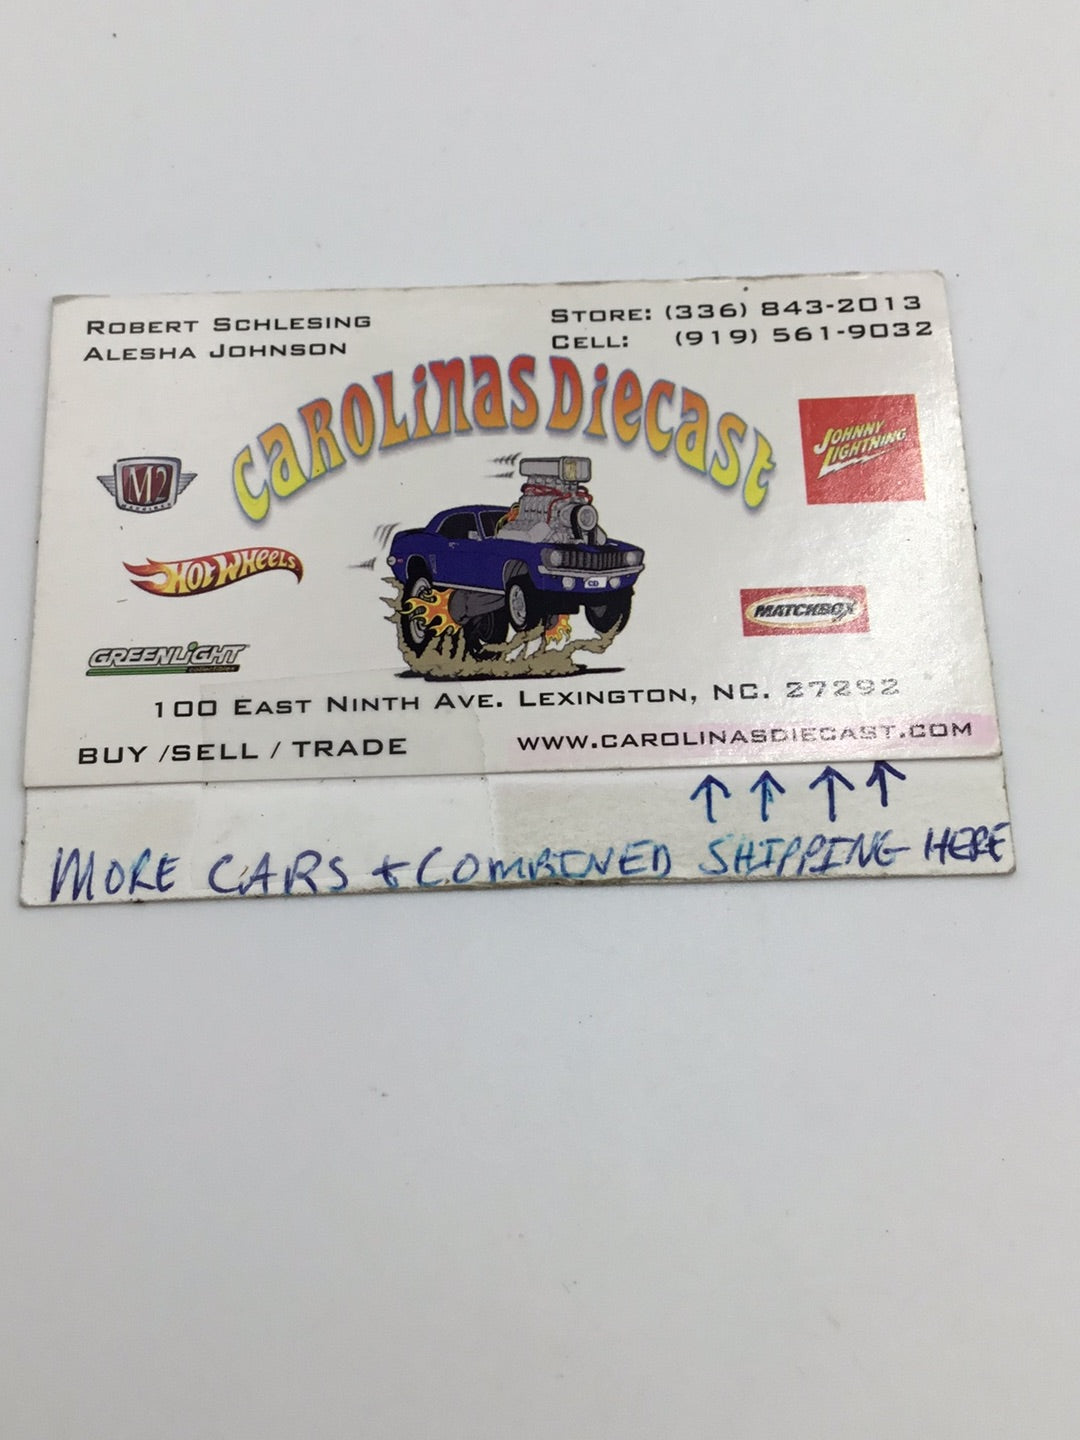 ROBERT SCHLESING
ALESHA JOHNSON
STORE: (336) 843-2013
CELL: (919) 561-9032
CAROLINAS DIECAST
M2
JOHNNY
LIGHTNING
HOT WHEELS
MATCHBOX
CD
GREENLIGHT
collectibles
100 EAST NINTH AVE. LEXINGTON, NC. 27292
BUY /SELL / TRADE
WWW.CAROLINASDIECAST.COM
MORE CARS + COMBINED SHIPPING HERE